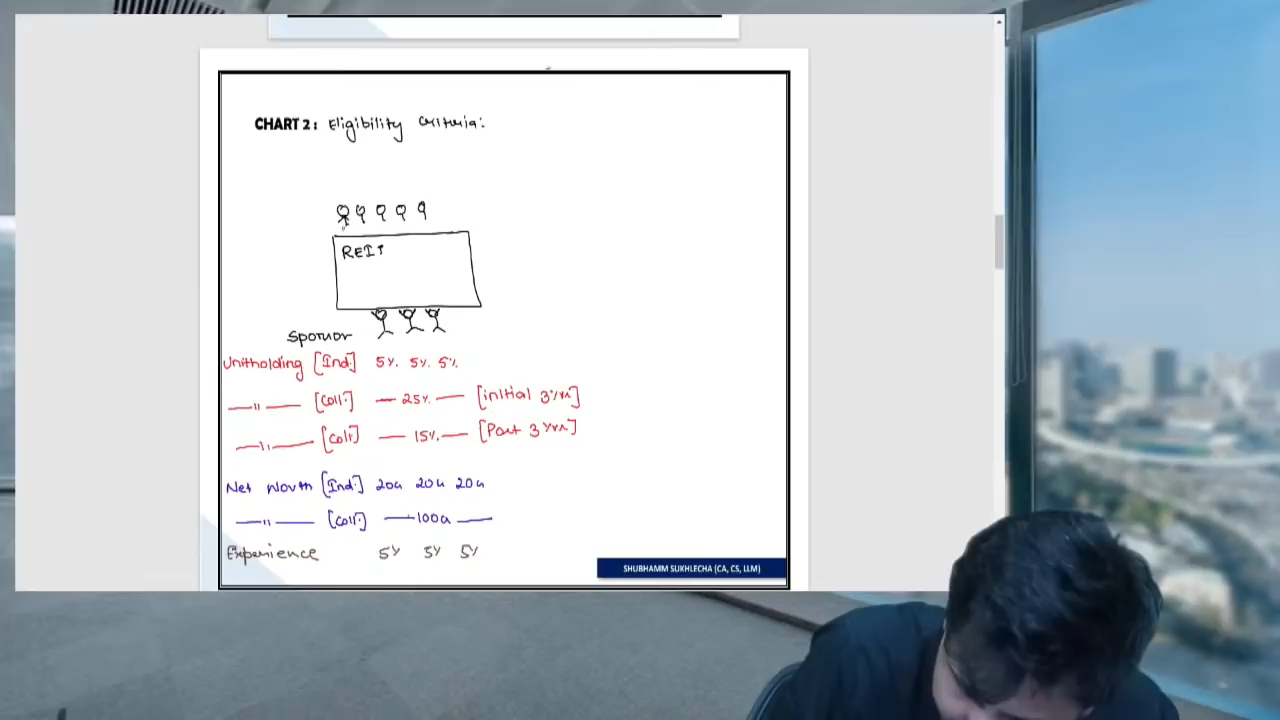 CHART 2: Eligibility Criteria:
REIT
Sponsor
Unitholding [Ind.] 5% 5% 5%
—"— [Coll.] — 25% — [initial 3 yrs]
—"— [Coll] — 15% — [Post 3 yrs]
Net Worth [Ind.] 20cr 20cr 20cr
—"— [Coll.] — 100cr —
Experience 5y 5y 5y
SHUBHAMM SUKHLECHA (CA, CS, LLM)